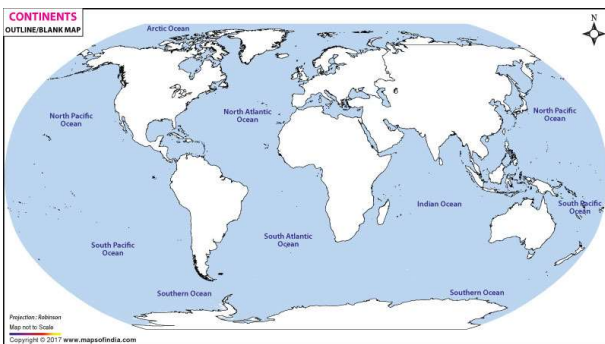 CONTINENTS
OUTLINE/BLANK MAP
Arctic Ocean
N
North Pacific
Ocean
North Atlantic
Ocean
North Pacific
Ocean
Indian Ocean
South Pacific
Ocean
South Pacific
Ocean
South Atlantic
Ocean
Southern Ocean
Southern Ocean
Projection: Robinson
Map not to Scale
Copyright © 2017 www.mapsofindia.com